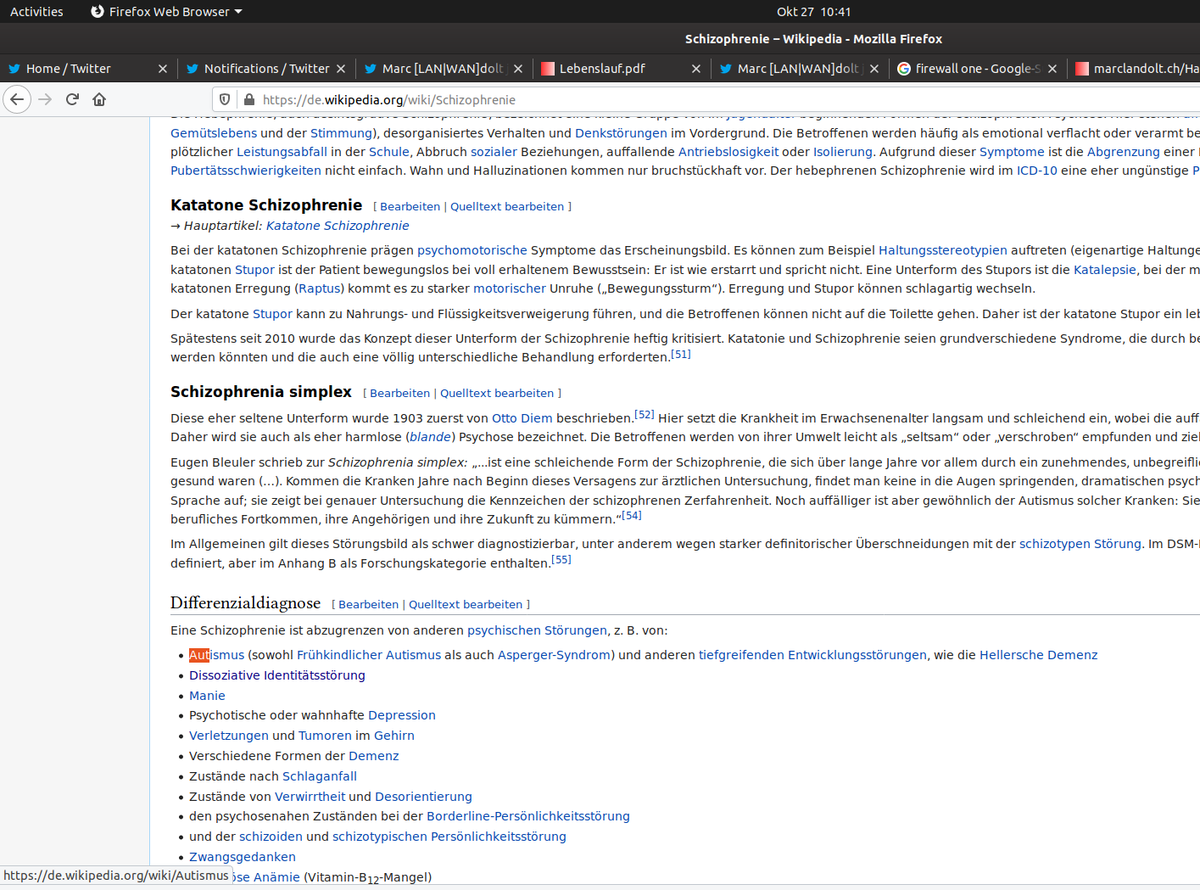 Activities Firefox Web Browser Okt 27 10:41
Schizophrenie – Wikipedia - Mozilla Firefox
Home / Twitter Notifications / Twitter Marc [LAN|WAN]dolt Lebenslauf.pdf Marc [LAN|WAN]dolt firewall one - Google-S marclandolt.ch/Ha
https://de.wikipedia.org/wiki/Schizophrenie
Gemütslebens und der Stimmung), desorganisiertes Verhalten und Denkstörungen im Vordergrund. Die Betroffenen werden häufig als emotional verflacht oder verarmt be
plötzlicher Leistungsabfall in der Schule, Abbruch sozialer Beziehungen, auffallende Antriebslosigkeit oder Isolierung. Aufgrund dieser Symptome ist die Abgrenzung einer
Pubertätsschwierigkeiten nicht einfach. Wahn und Halluzinationen kommen nur bruchstückhaft vor. Der hebephrenen Schizophrenie wird im ICD-10 eine eher ungünstige P
Katatone Schizophrenie [ Bearbeiten | Quelltext bearbeiten ]
→ Hauptartikel: Katatone Schizophrenie
Bei der katatonen Schizophrenie prägen psychomotorische Symptome das Erscheinungsbild. Es können zum Beispiel Haltungsstereotypien auftreten (eigenartige Haltunge
katatonen Stupor ist der Patient bewegungslos bei voll erhaltenem Bewusstsein: Er ist wie erstarrt und spricht nicht. Eine Unterform des Stupors ist die Katalepsie, bei der m
katatonen Erregung (Raptus) kommt es zu starker motorischer Unruhe („Bewegungssturm“). Erregung und Stupor können schlagartig wechseln.
Der katatone Stupor kann zu Nahrungs- und Flüssigkeitsverweigerung führen, und die Betroffenen können nicht auf die Toilette gehen. Daher ist der katatone Stupor ein leb
Spätestens seit 2010 wurde das Konzept dieser Unterform der Schizophrenie heftig kritisiert. Katatonie und Schizophrenie seien grundverschiedene Syndrome, die durch be
werden könnten und die auch eine völlig unterschiedliche Behandlung erforderten.[51]
Schizophrenia simplex [ Bearbeiten | Quelltext bearbeiten ]
Diese eher seltene Unterform wurde 1903 zuerst von Otto Diem beschrieben.[52] Hier setzt die Krankheit im Erwachsenenalter langsam und schleichend ein, wobei die auff
Daher wird sie auch als eher harmlose (blande) Psychose bezeichnet. Die Betroffenen werden von ihrer Umwelt leicht als „seltsam“ oder „verschroben“ empfunden und ziel
Eugen Bleuler schrieb zur Schizophrenia simplex: „...ist eine schleichende Form der Schizophrenie, die sich über lange Jahre vor allem durch ein zunehmendes, unbegreifli
gesund waren (…). Kommen die Kranken Jahre nach Beginn dieses Versagens zur ärztlichen Untersuchung, findet man keine in die Augen springenden, dramatischen psych
Sprache auf; sie zeigt bei genauer Untersuchung die Kennzeichen der schizophrenen Zerfahrenheit. Noch auffälliger ist aber gewöhnlich der Autismus solcher Kranken: Sie
berufliches Fortkommen, ihre Angehörigen und ihre Zukunft zu kümmern.“[54]
Im Allgemeinen gilt dieses Störungsbild als schwer diagnostizierbar, unter anderem wegen starker definitorischer Überschneidungen mit der schizotypen Störung. Im DSM-I
definiert, aber im Anhang B als Forschungskategorie enthalten.[55]
Differenzialdiagnose [ Bearbeiten | Quelltext bearbeiten ]
Eine Schizophrenie ist abzugrenzen von anderen psychischen Störungen, z. B. von:
• Autismus (sowohl Frühkindlicher Autismus als auch Asperger-Syndrom) und anderen tiefgreifenden Entwicklungsstörungen, wie die Hellersche Demenz
• Dissoziative Identitätsstörung
• Manie
• Psychotische oder wahnhafte Depression
• Verletzungen und Tumoren im Gehirn
• Verschiedene Formen der Demenz
• Zustände nach Schlaganfall
• Zustände von Verwirrtheit und Desorientierung
• den psychosenahen Zuständen bei der Borderline-Persönlichkeitsstörung
• und der schizoiden und schizotypischen Persönlichkeitsstörung
• Zwangsgedanken
https://de.wikipedia.org/wiki/Autismus öse Anämie (Vitamin-B12-Mangel)